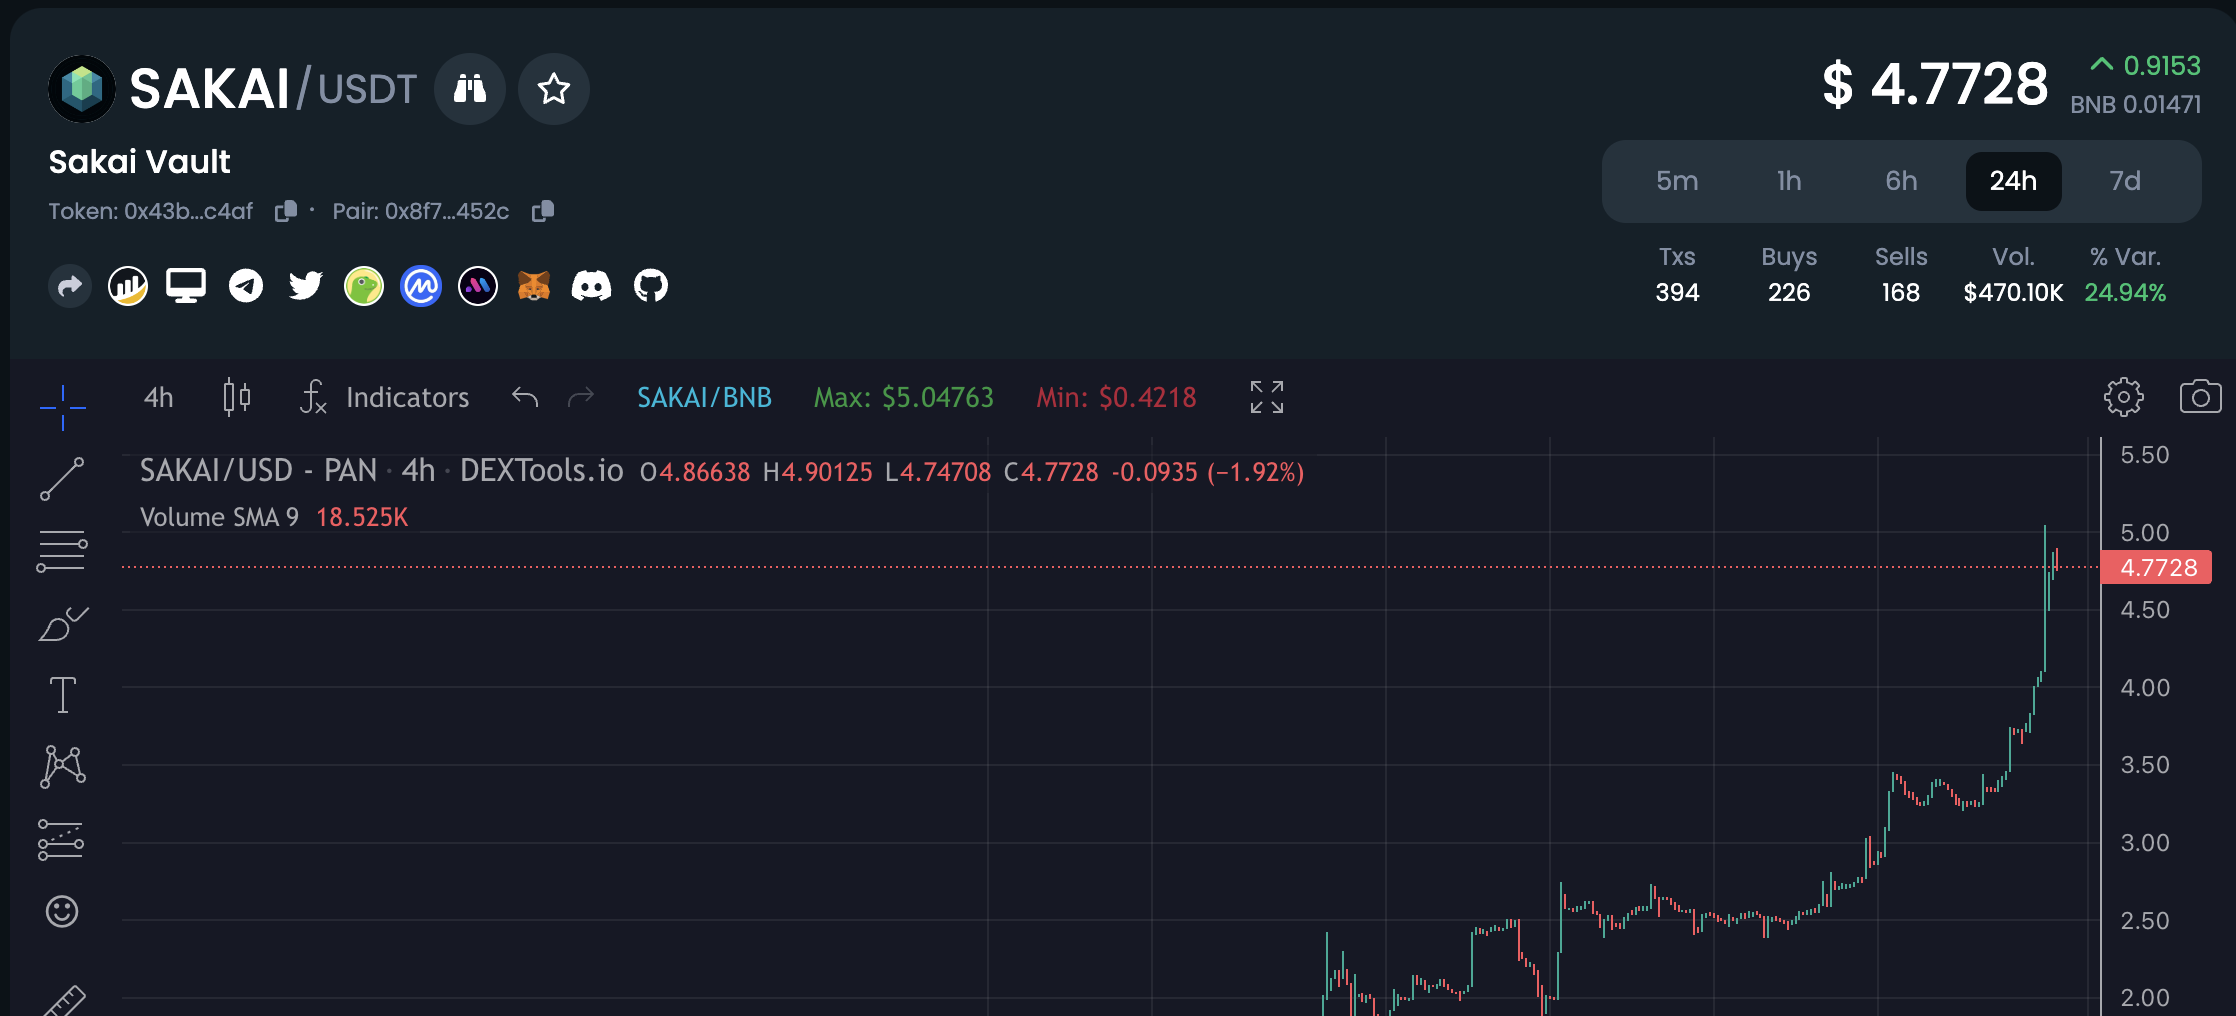 SAKAI/USDT
$ 4.7728
0.9153
BNB 0.01471
Sakai Vault
Token: 0x43b...c4af · Pair: 0x8f7...452c
5m 1h 6h 24h 7d
Txs Buys Sells Vol. % Var.
394 226 168 $470.10K 24.94%
4h Indicators SAKAI/BNB Max: $5.04763 Min: $0.4218
SAKAI/USD - PAN · 4h · DEXTools.io O4.86638 H4.90125 L4.74708 C4.7728 -0.0935 (−1.92%)
Volume SMA 9 18.525K
5.50
5.00
4.7728
4.50
4.00
3.50
3.00
2.50
2.00